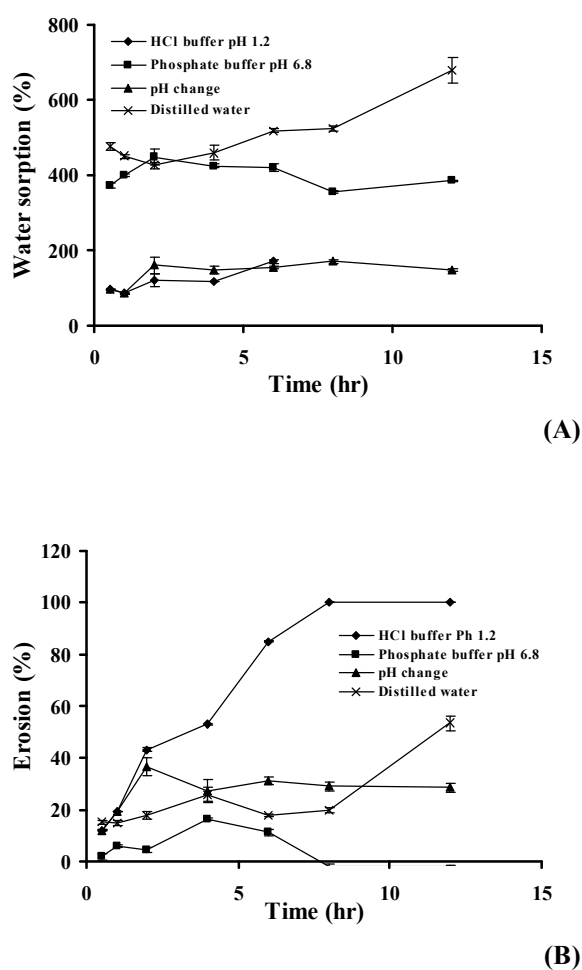 800
600
400
200
0
Water sorption (%)
HCl buffer pH 1.2
Phosphate buffer pH 6.8
pH change
Distilled water
0 5 10 15
Time (hr)
(A)
120
100
80
60
40
20
0
Erosion (%)
HCl buffer Ph 1.2
Phosphate buffer pH 6.8
pH change
Distilled water
0 5 10 15
Time (hr)
(B)